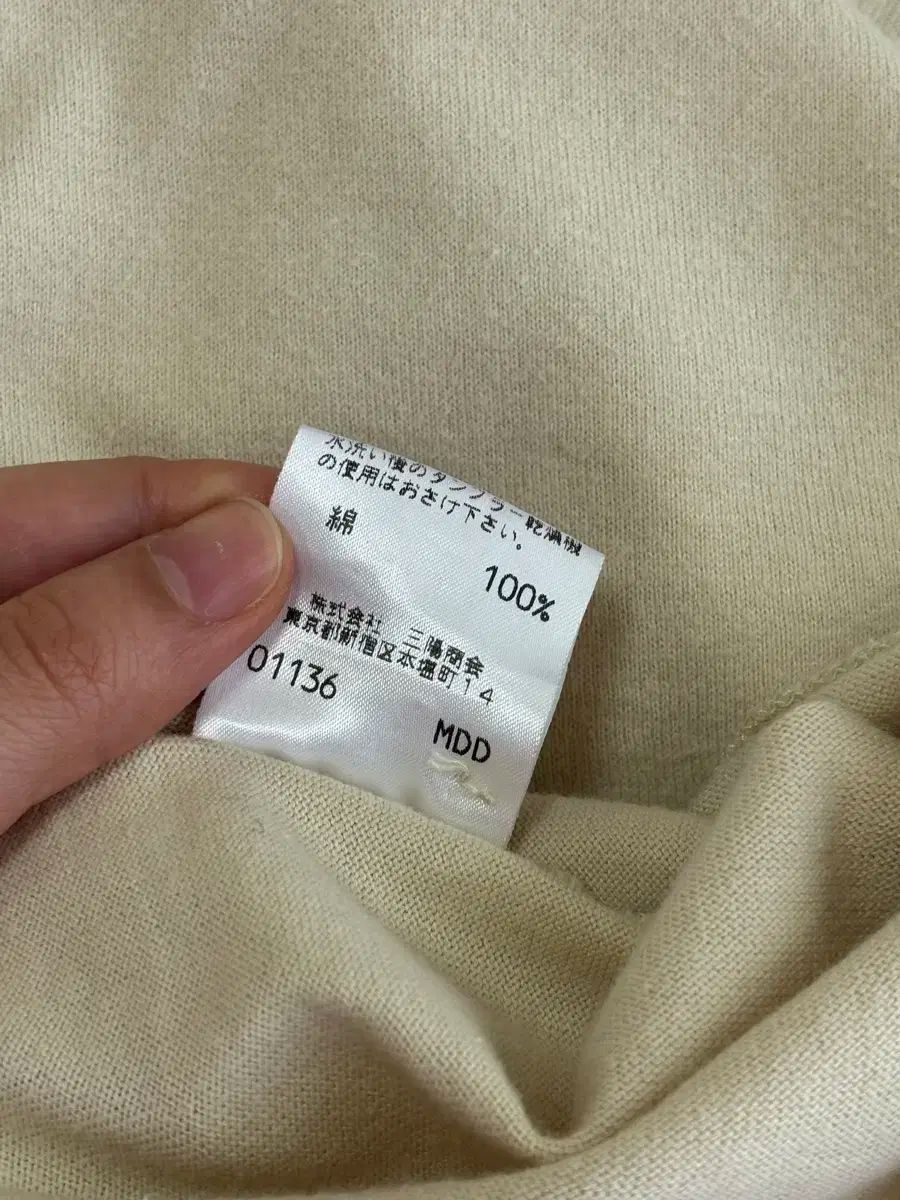 水洗い後のタンブラー乾燥機
の使用はおさけ下さい。
綿
100%
株式会社 三陽商会
東京都新宿区本塩町14
01136
MDD